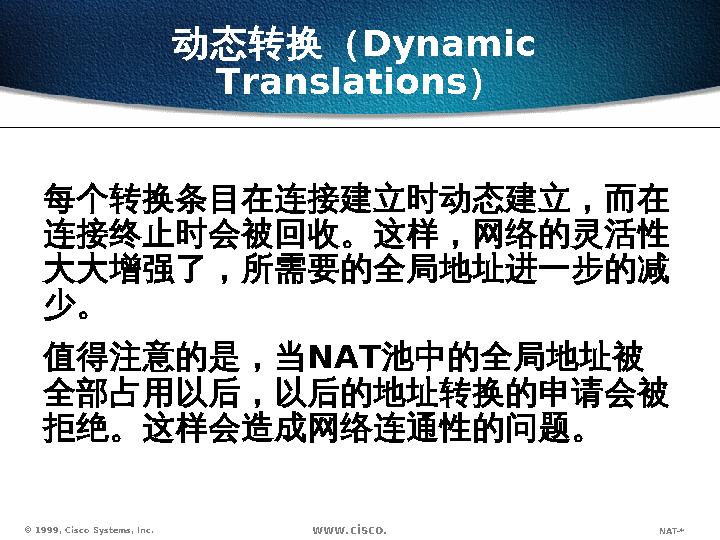 动态转换（Dynamic
Translations）
每个转换条目在连接建立时动态建立，而在
连接终止时会被回收。这样，网络的灵活性
大大增强了，所需要的全局地址进一步的减
少。
值得注意的是，当NAT池中的全局地址被
全部占用以后，以后的地址转换的申请会被
拒绝。这样会造成网络连通性的问题。
© 1999, Cisco Systems, Inc.
www.cisco.
NAT-*